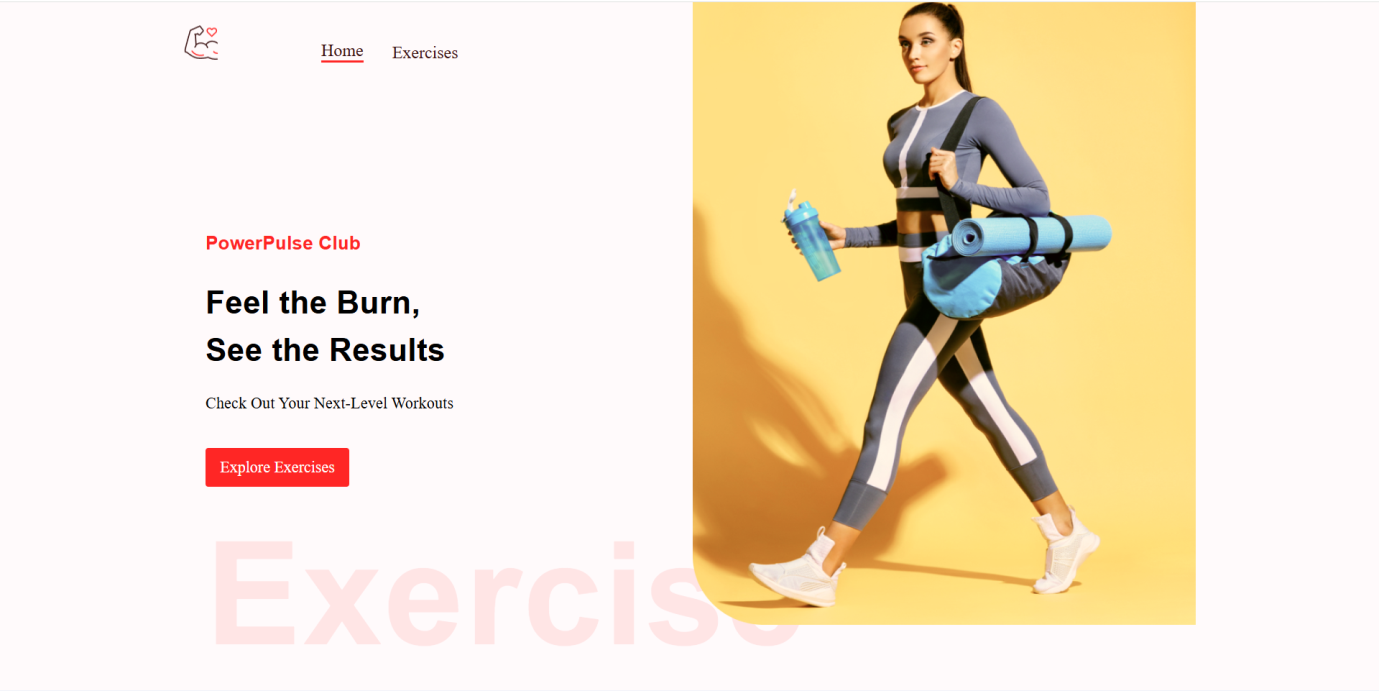 Home
Exercises
PowerPulse Club
Feel the Burn,
See the Results
Check Out Your Next-Level Workouts
Explore Exercises
Exercise